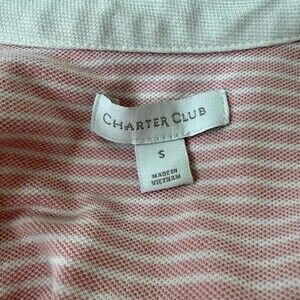 CHARTER CLUB
S
MADE IN
VIETNAM